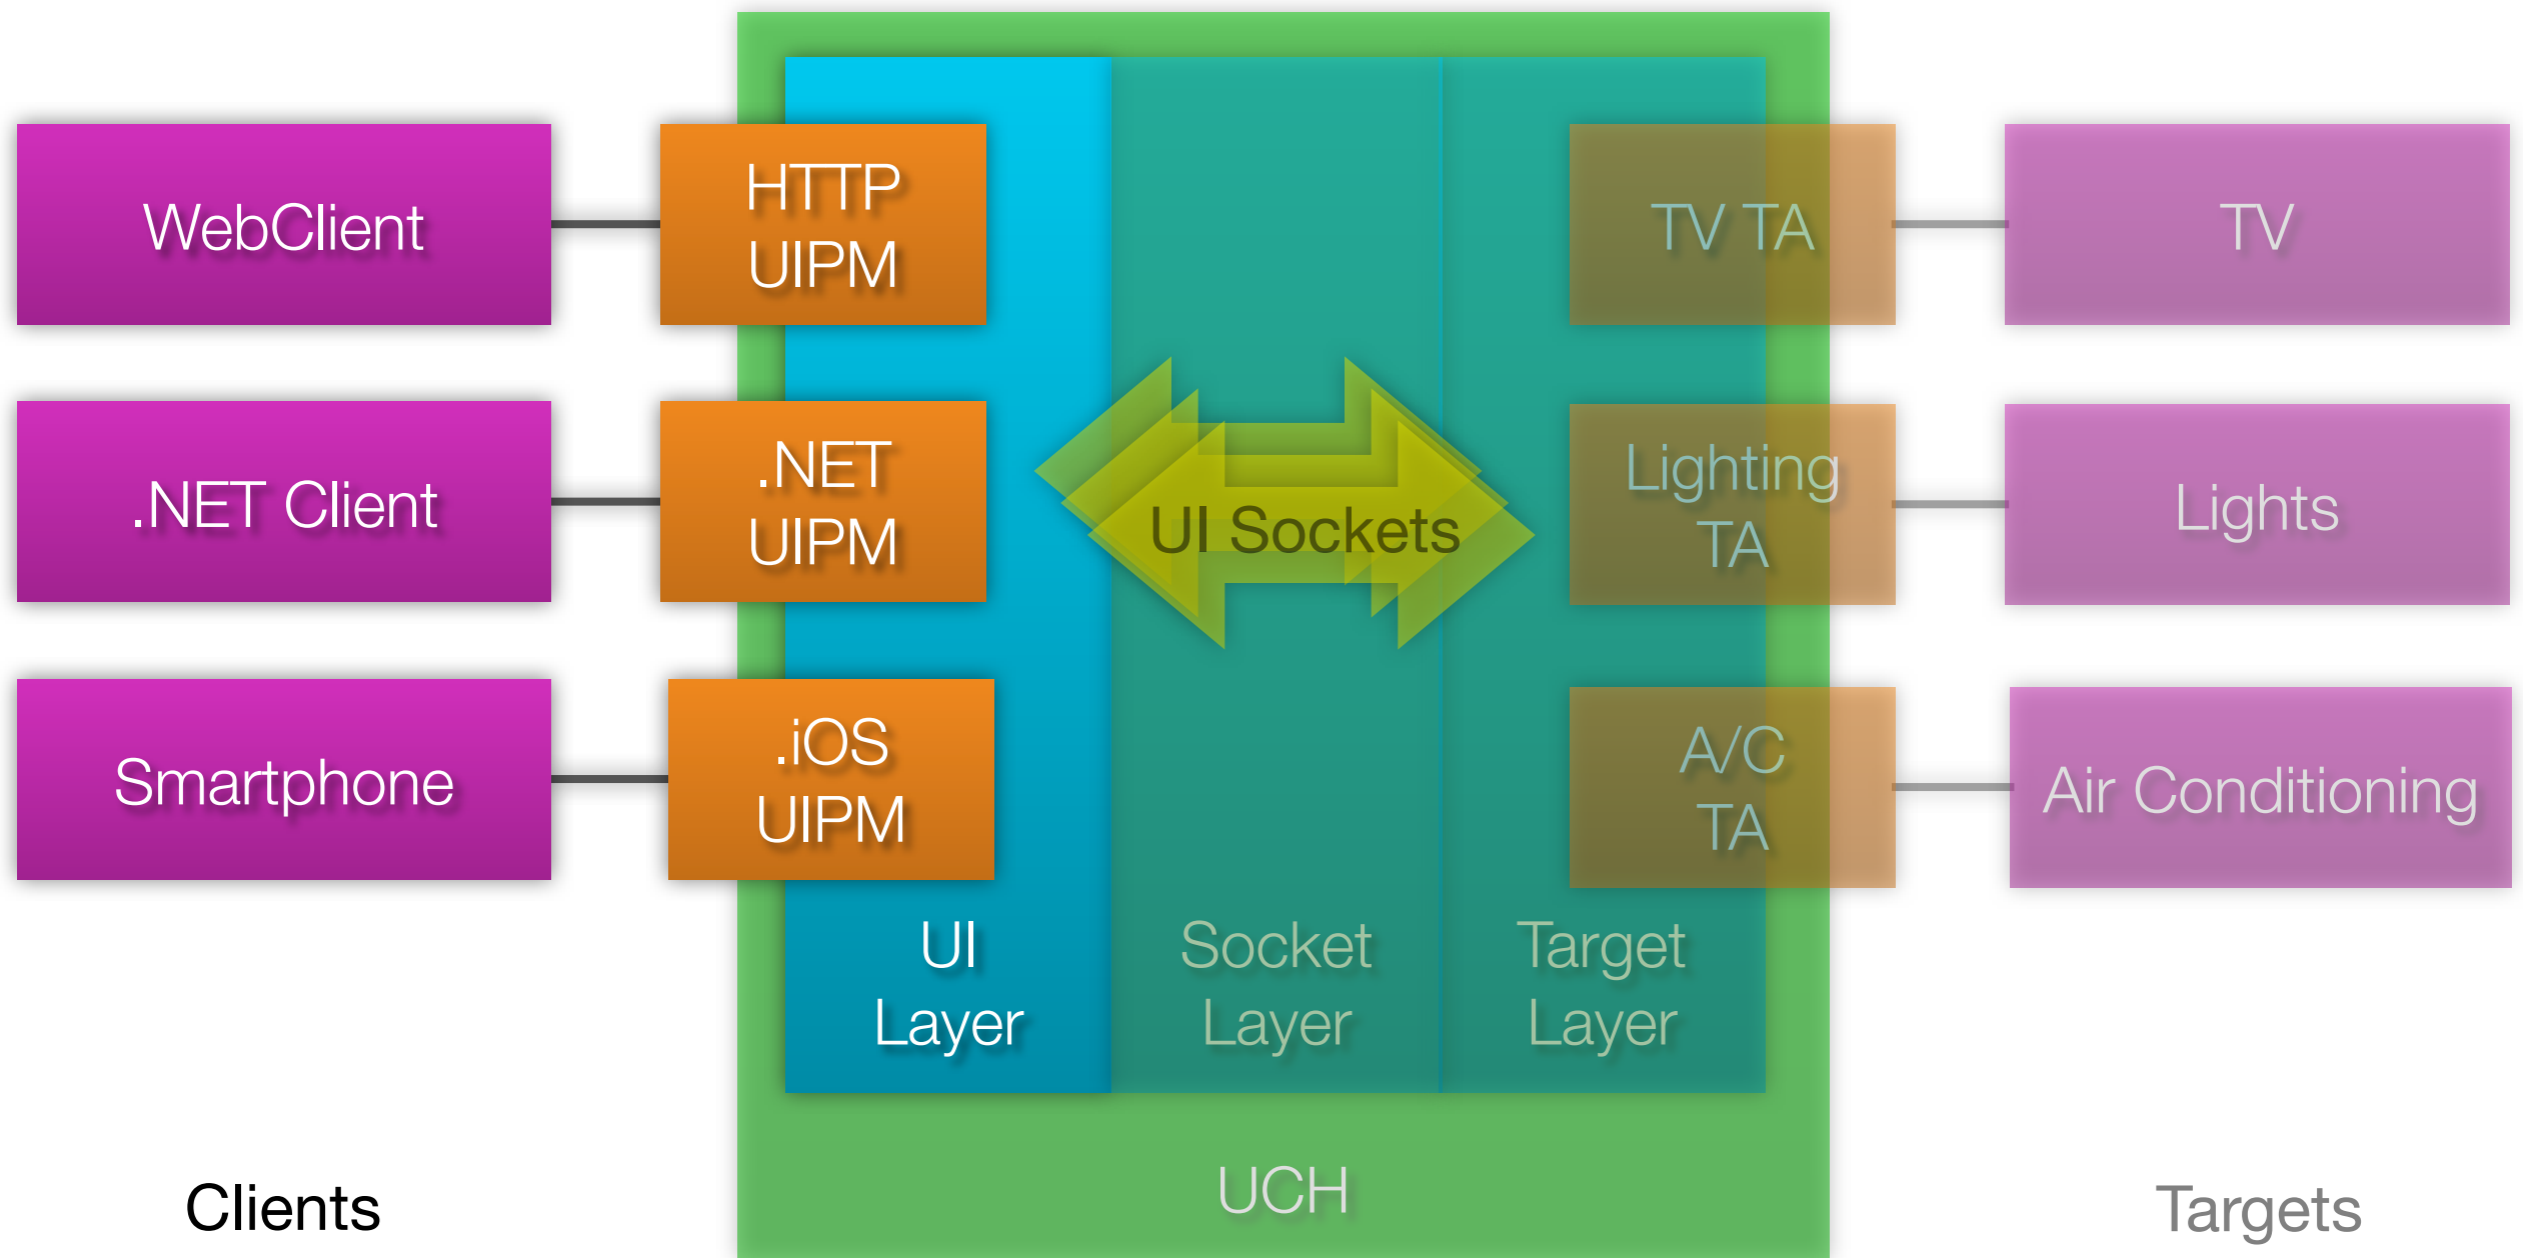 WebClient
HTTP
UIPM
TV TA
TV
.NET Client
.NET
UIPM
UI Sockets
Lighting
TA
Lights
Smartphone
.iOS
UIPM
A/C
TA
Air Conditioning
UI
Layer
Socket
Layer
Target
Layer
Clients
UCH
Targets